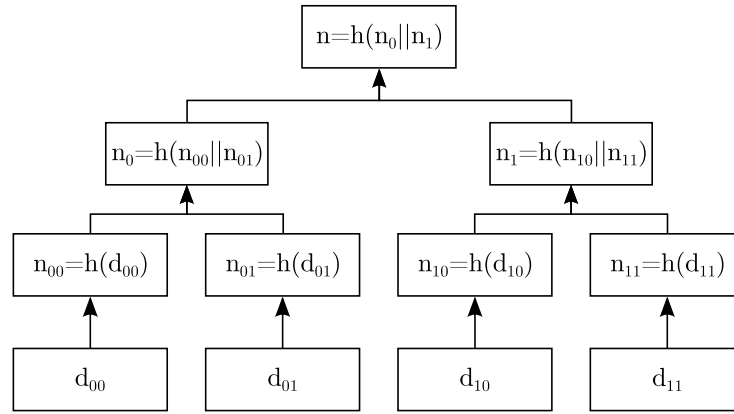 n=h(n₀||n₁)
n₀=h(n₀₀||n₀₁) n₁=h(n₁₀||n₁₁)
n₀₀=h(d₀₀) n₀₁=h(d₀₁) n₁₀=h(d₁₀) n₁₁=h(d₁₁)
d₀₀ d₀₁ d₁₀ d₁₁